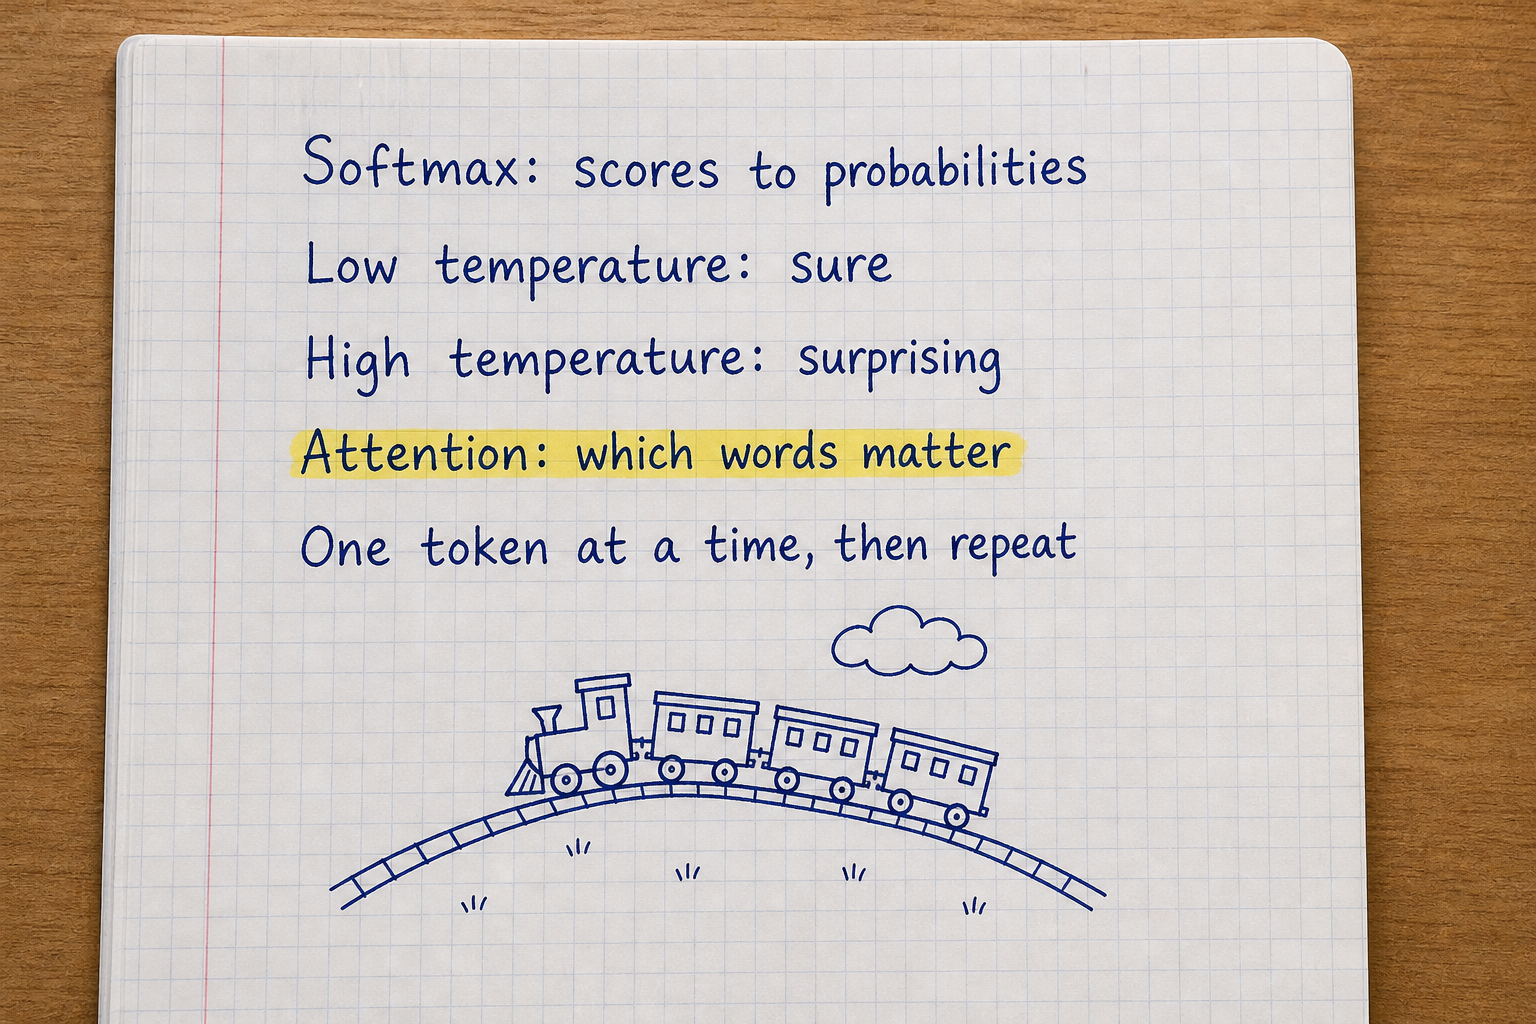 Softmax: scores to probabilities
Low temperature: sure
High temperature: surprising
Attention: which words matter
One token at a time, then repeat